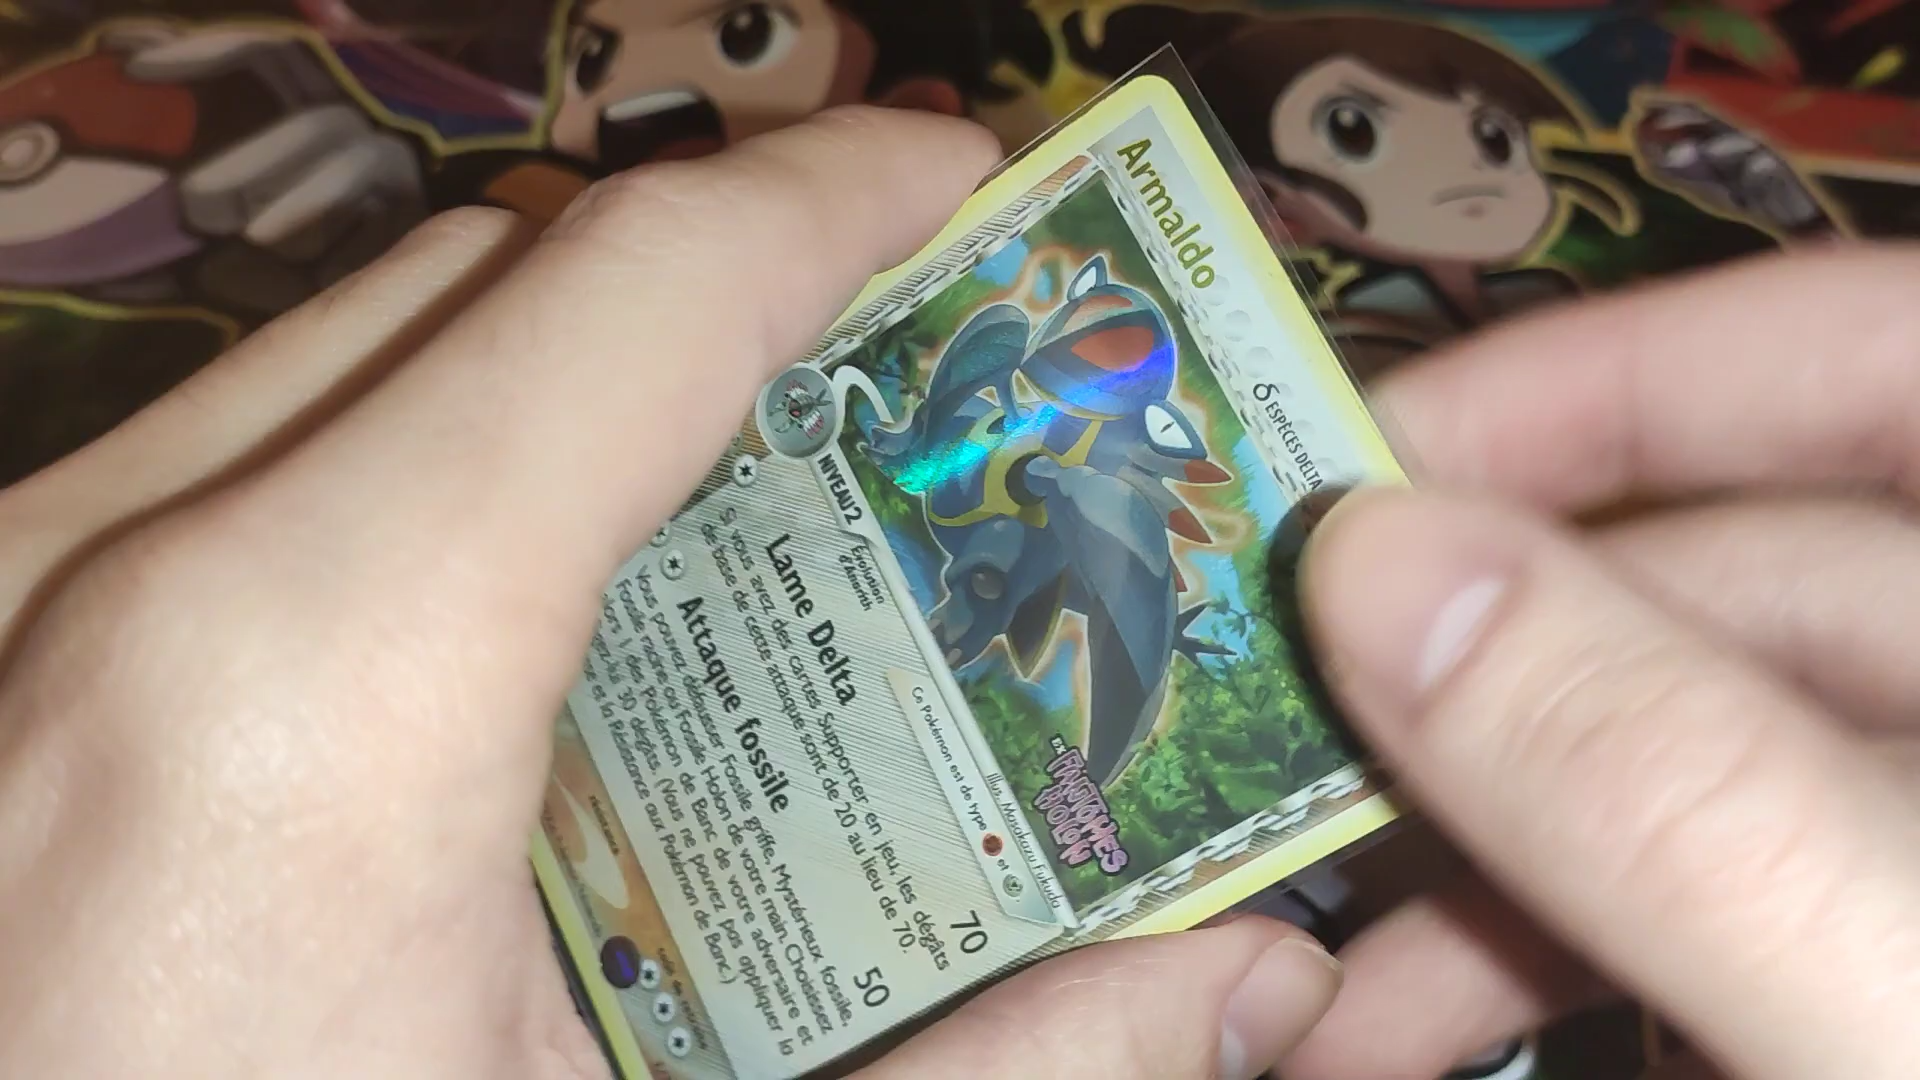 Armaldo
δ ESPÈCES DELTA
NIVEAU 2
Évolution
d'Anorith
EX
FANTÔMES
HOLON
Illus. Masakazu Fukuda
Ce Pokémon est de type et
Lame Delta 70
Si vous avez des cartes Supporter en jeu, les dégâts
de base de cette attaque sont de 20 au lieu de 70.
Attaque fossile 50
Vous pouvez défausser Fossile griffe, Mystérieux fossile,
Fossile racine ou Fossile Holon de votre main. Choisissez
alors 1 des Pokémon de Banc de votre adversaire et
30 dégâts. (Vous ne pouvez pas appliquer la
et la Résistance aux Pokémon de Banc.)
résistance